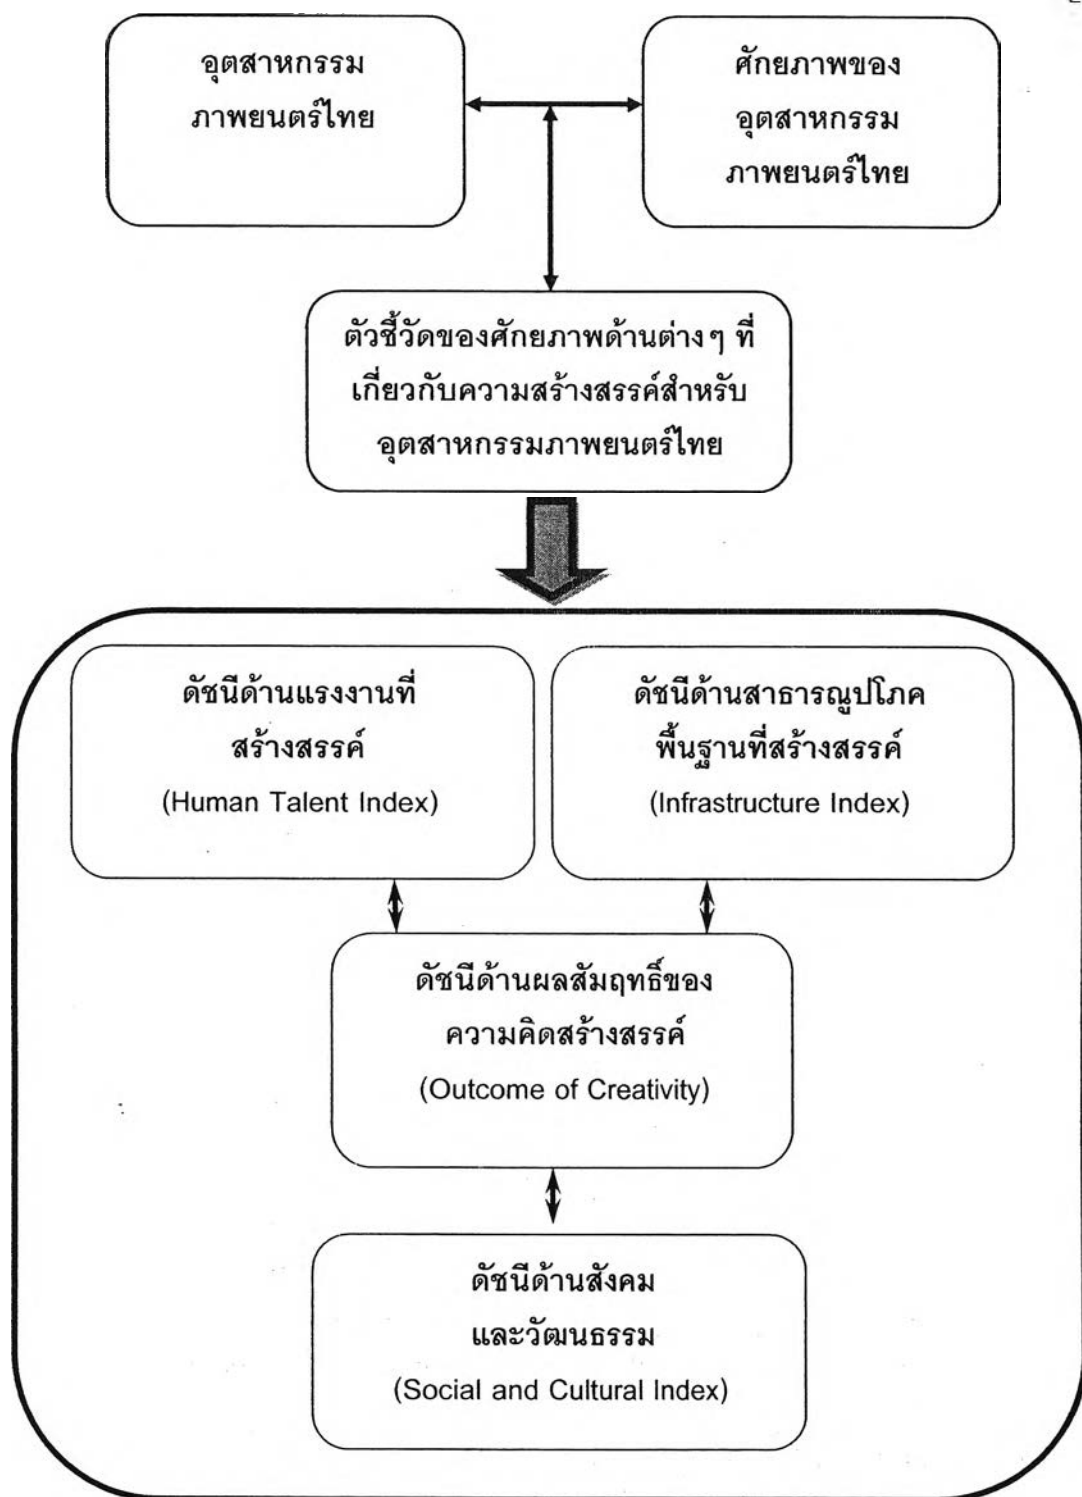 อุตสาหกรรม
ภาพยนตร์ไทย
ศักยภาพของ
อุตสาหกรรม
ภาพยนตร์ไทย
ตัวชี้วัดของศักยภาพด้านต่างๆ ที่
เกี่ยวกับความสร้างสรรค์สำหรับ
อุตสาหกรรมภาพยนตร์ไทย
ดัชนีด้านแรงงานที่
สร้างสรรค์
(Human Talent Index)
ดัชนีด้านสาธารณูปโภค
พื้นฐานที่สร้างสรรค์
(Infrastructure Index)
ดัชนีด้านผลสัมฤทธิ์ของ
ความคิดสร้างสรรค์
(Outcome of Creativity)
ดัชนีด้านสังคม
และวัฒนธรรม
(Social and Cultural Index)